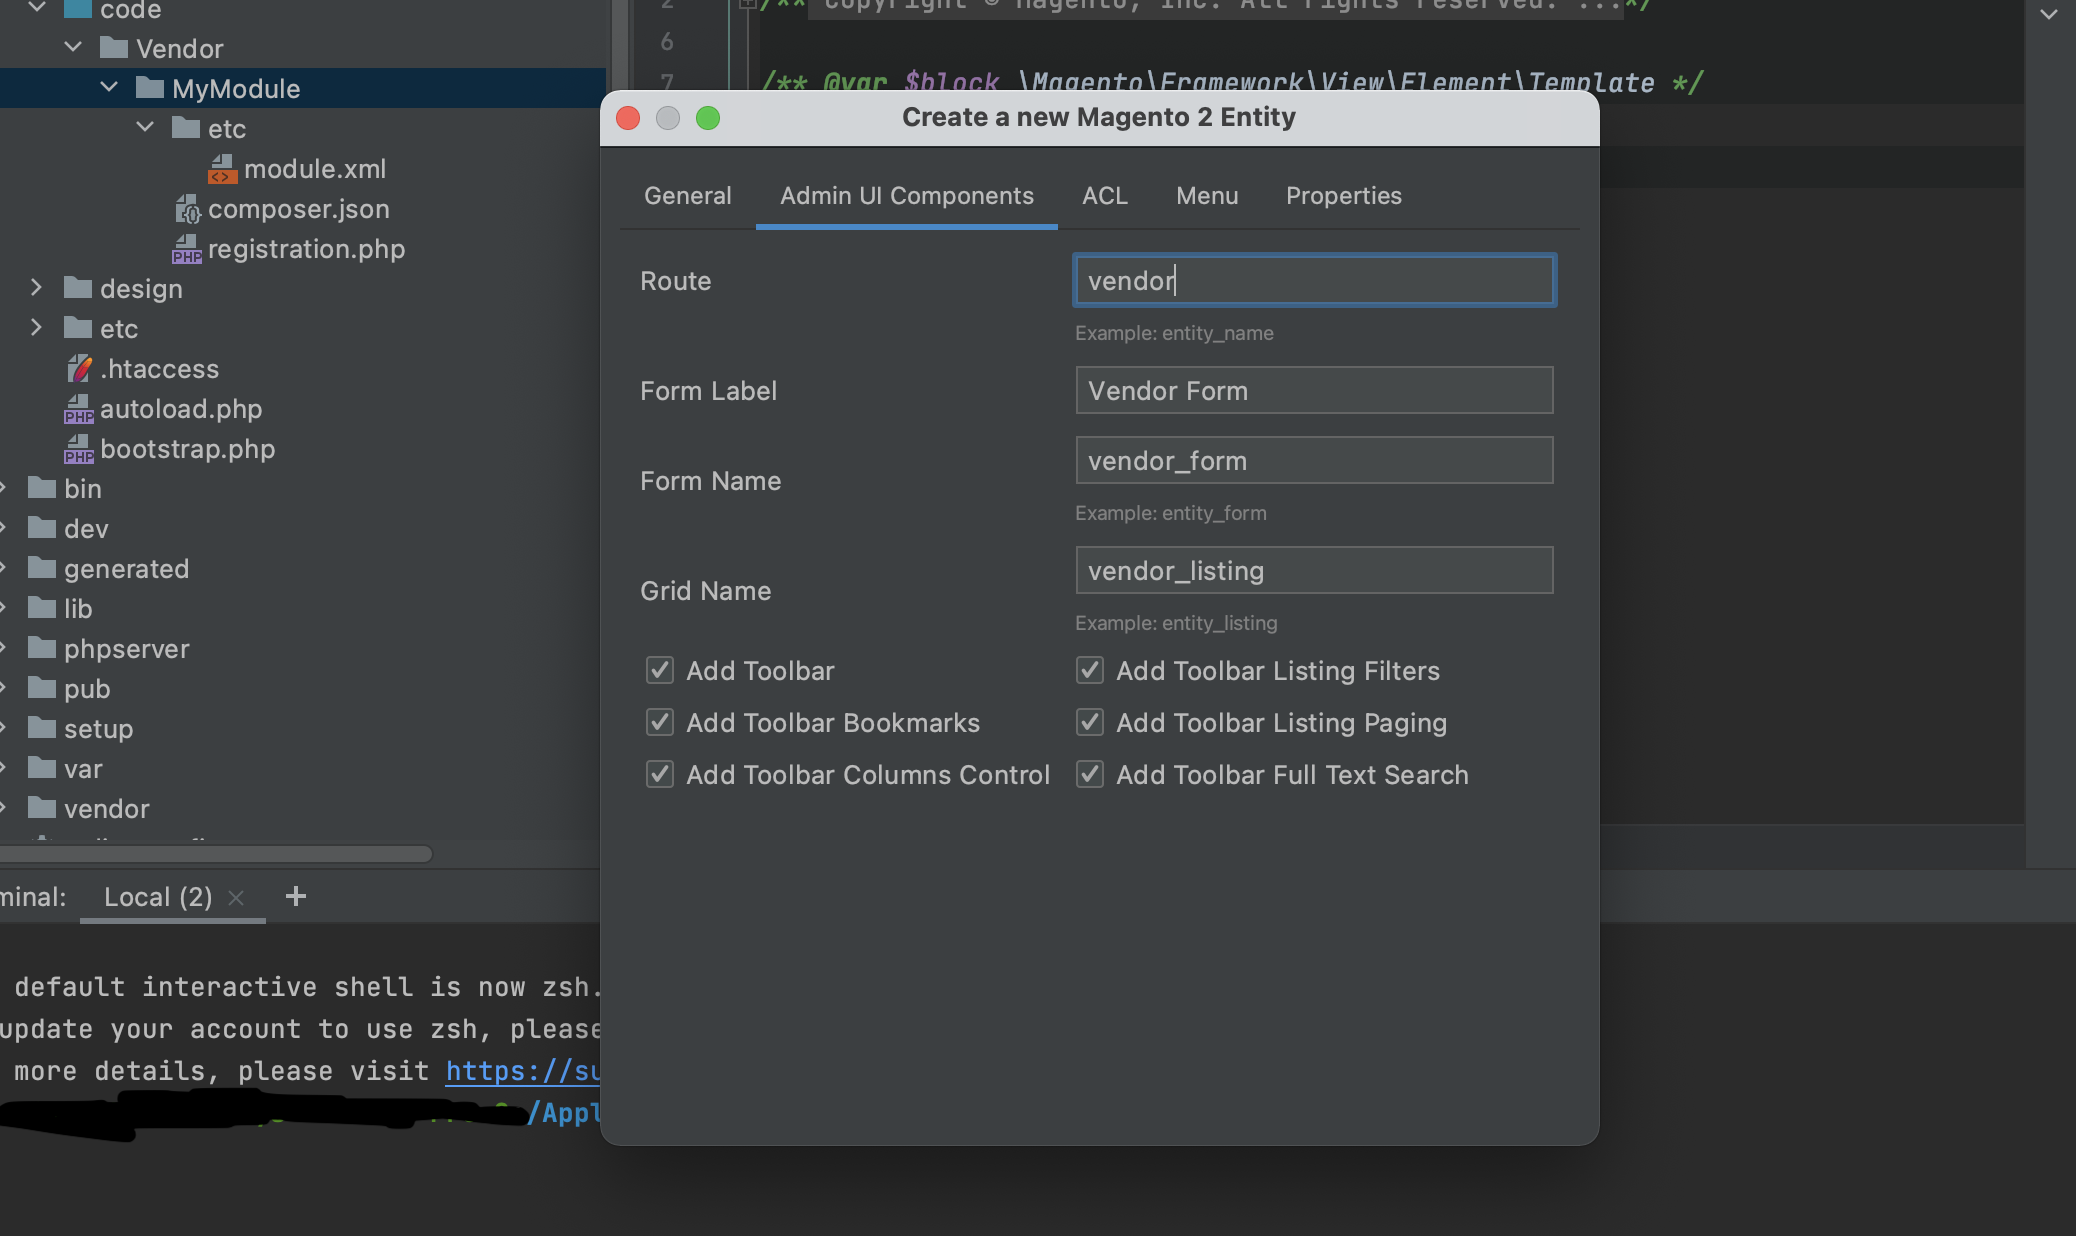 code
Vendor
MyModule
etc
module.xml
composer.json
registration.php
design
etc
.htaccess
autoload.php
bootstrap.php
bin
dev
generated
lib
phpserver
pub
setup
var
vendor
2 /** Copyright © Magento, Inc. All rights reserved. ...*/
6
7 /** @var $block \Magento\Framework\View\Element\Template */
Create a new Magento 2 Entity
General Admin UI Components ACL Menu Properties
Route vendor
Example: entity_name
Form Label Vendor Form
Form Name vendor_form
Example: entity_form
Grid Name vendor_listing
Example: entity_listing
Add Toolbar Add Toolbar Listing Filters
Add Toolbar Bookmarks Add Toolbar Listing Paging
Add Toolbar Columns Control Add Toolbar Full Text Search
minal: Local (2)
default interactive shell is now zsh.
update your account to use zsh, please
more details, please visit https://su
/Appl